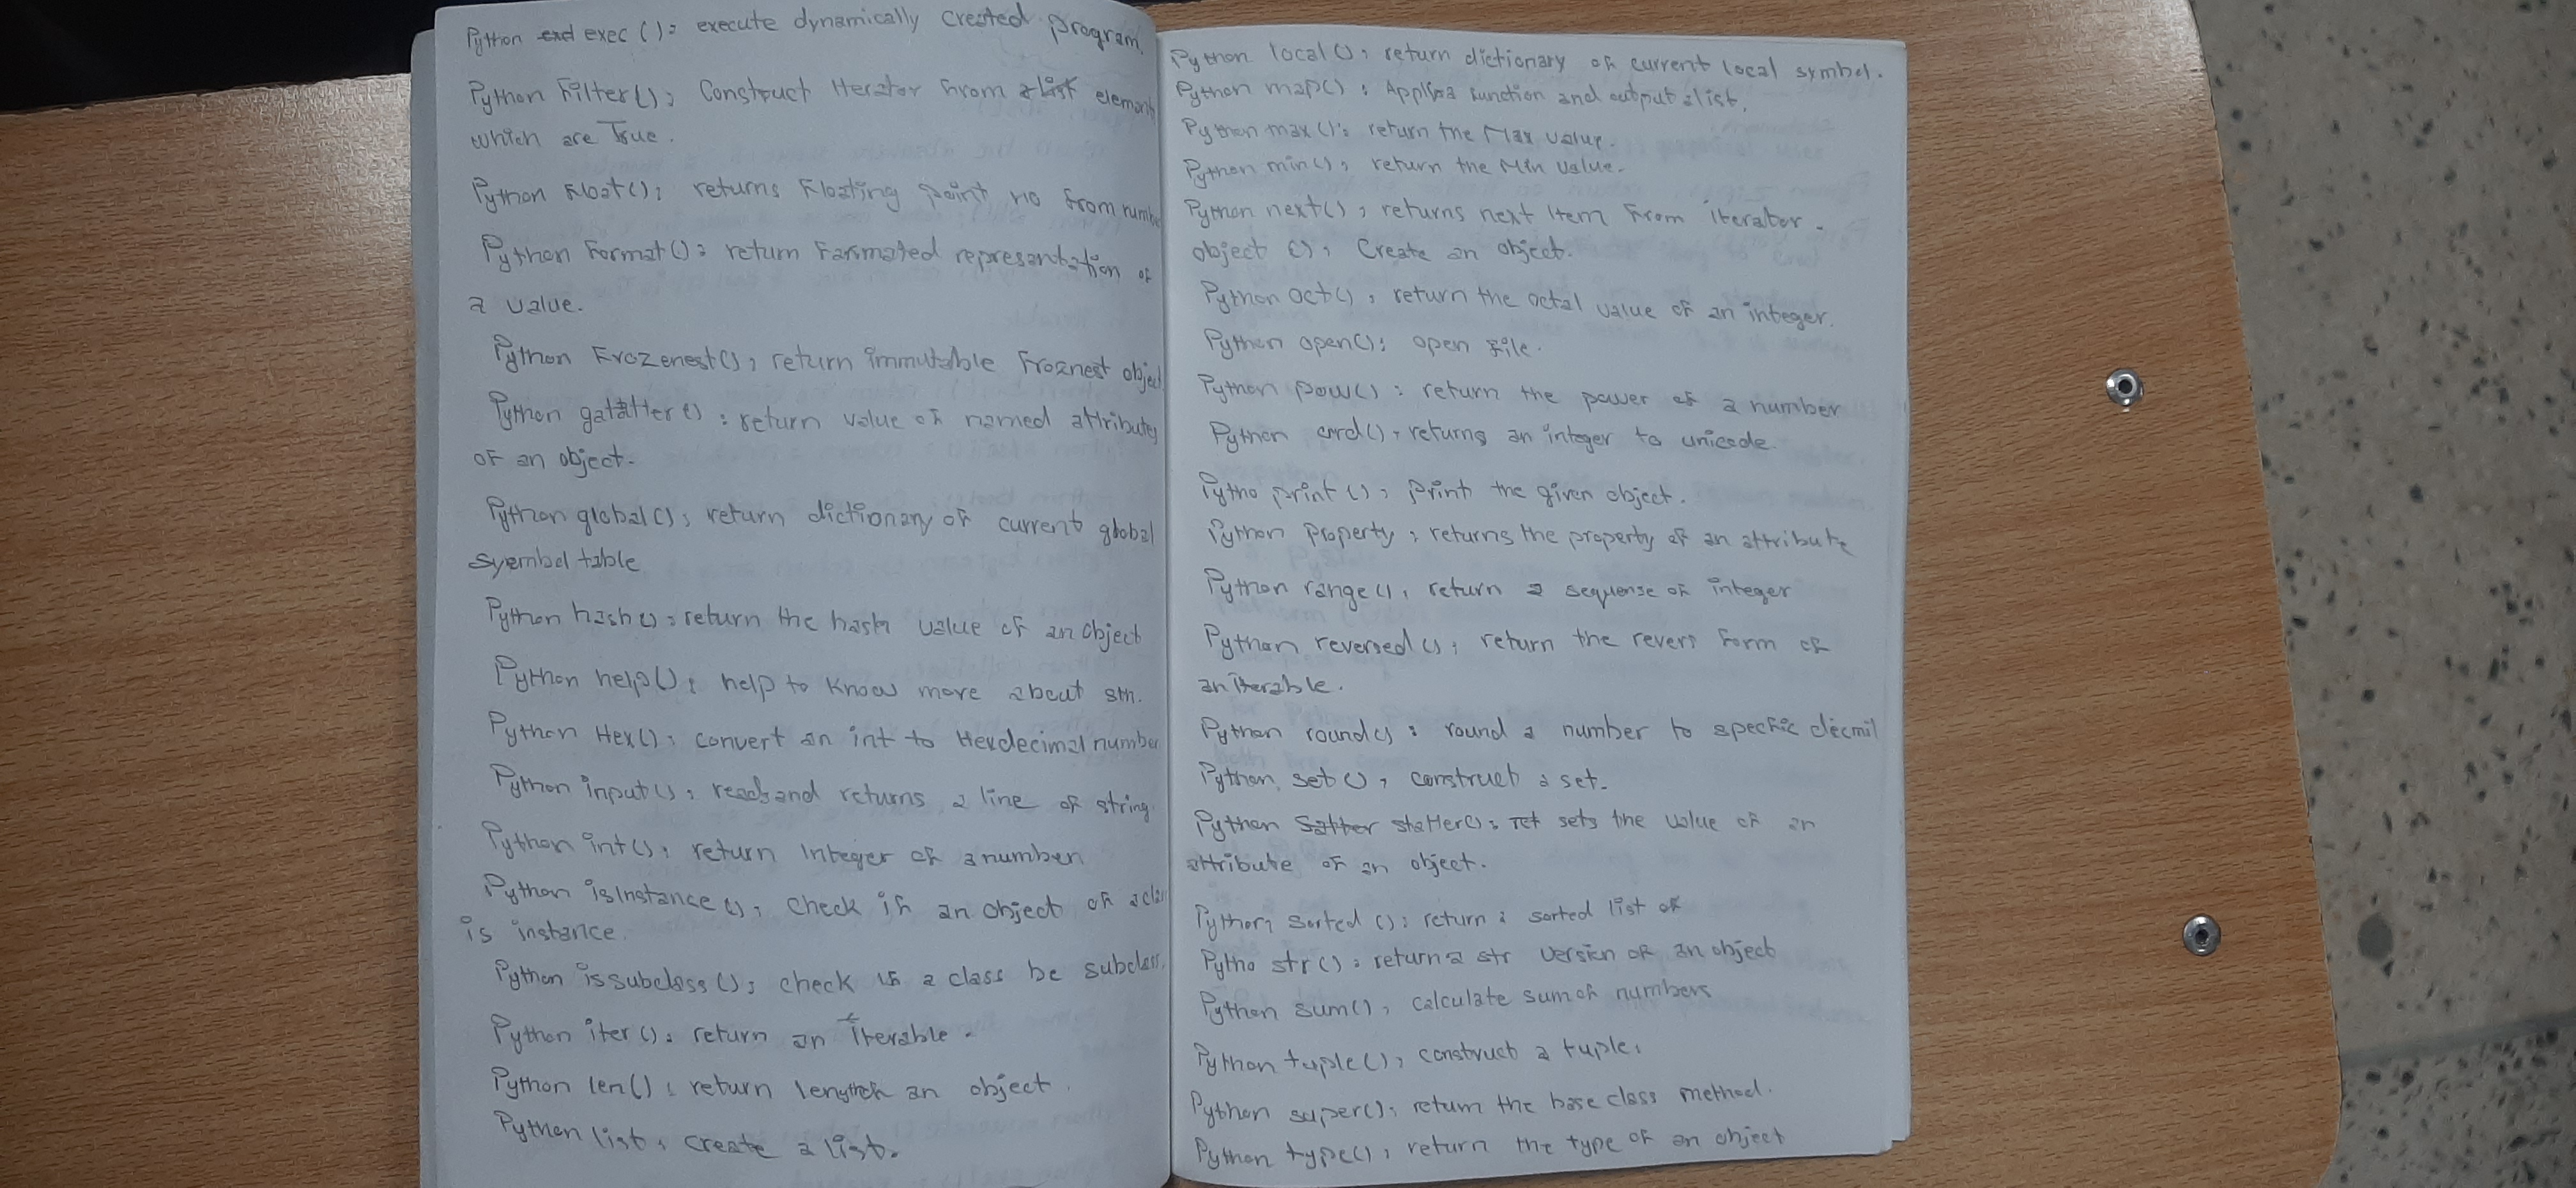 Python exec(): execute dynamically created program
Python Filter(): Construct iterator from a list elements
which are True.
Python Float(): returns Floating point no from number
Python Format(): return Formated representation of
a value.
Python Frozenest(): return immutable Froznest object
Python gatatter(): return value of named attribute
of an object.
Python global(): return dictionary of current global
symbol table
Python hash(): return the hash value of an object
Python help(): help to know more about sth.
Python Hex(): convert an int to Hexdecimal number
Python input(): reads and returns a line of string.
Python int(): return integer of a number
Python isinstance(): check if an object of a class
is instance.
Python issubclass(): check if a class be subclass.
Python iter(): return an iterable.
Python len(): return length an object.
Python list: create a list.
Python local(): return dictionary of current local symbol.
Python map(): Applies function and output a list.
Python max(): return the Max value.
Python min(): return the Min value.
Python next(): returns next item from iterator.
object(): Create an object.
Python oct(): return the octal value of an integer.
Python open(): open file.
Python pow(): return the power of a number
Python ord(): returns an integer to unicode.
Pytho print(): print the given object.
Python property: returns the property of an attribute
Python range(): return a sequense of integer
Python reversed(): return the revers form of
an iterable.
Python round(): round a number to specfic decmil
Python set(): construct a set.
Python statter(): sets the value of an
attribute of an object.
Python sorted(): return: sorted list of
Pytho str(): return a str version of an object
Python sum(): calculate sum of numbers
Python tuple(): construct a tuple:
Python super(): return the base class method.
Python type(): return the type of an object